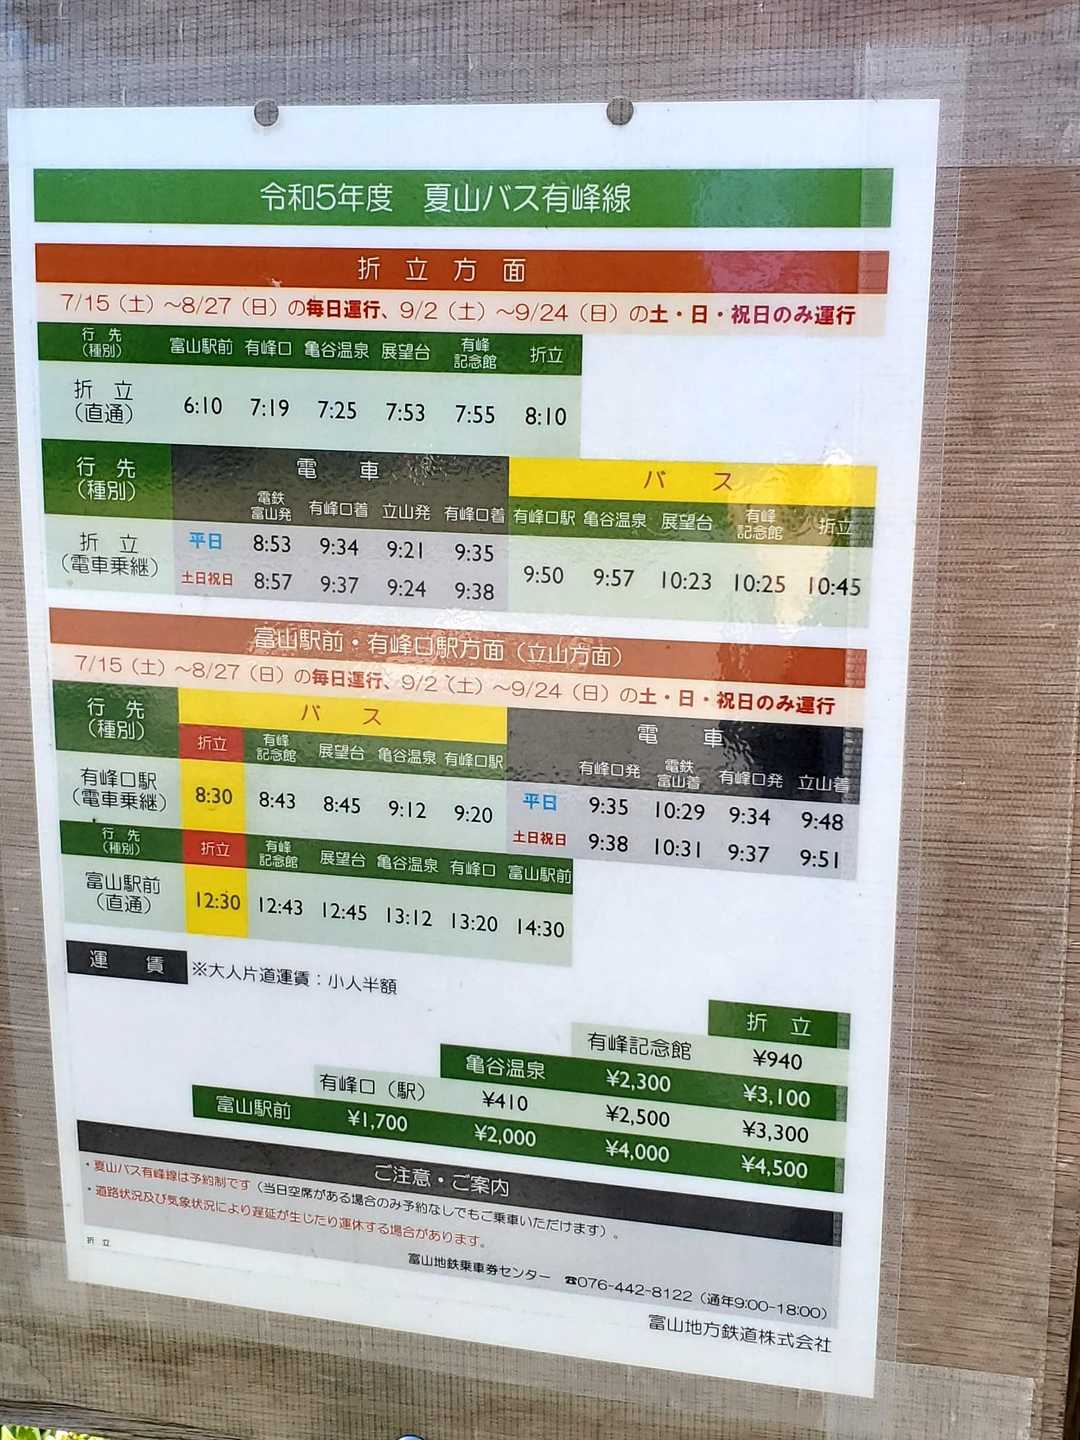 令和5年度 夏山バス有峰線
折立方面
7/15（土）～8/27（日）の毎日運行、9/2（土）～9/24（日）の土・日・祝日のみ運行
行先（種別） 富山駅前 有峰口 亀谷温泉 展望台 有峰記念館 折立
折立（直通） 6:10 7:19 7:25 7:53 7:55 8:10
行先（種別） 電車 バス
電鉄富山発 有峰口着 立山発 有峰口着 有峰口駅 亀谷温泉 展望台 有峰記念館 折立
折立（電車乗継） 平日 8:53 9:34 9:21 9:35 9:50 9:57 10:23 10:25 10:45
土日祝日 8:57 9:37 9:24 9:38
富山駅前・有峰口駅方面（立山方面）
7/15（土）～8/27（日）の毎日運行、9/2（土）～9/24（日）の土・日・祝日のみ運行
行先（種別） バス 電車
折立 有峰記念館 展望台 亀谷温泉 有峰口駅 有峰口発 電鉄富山着 有峰口発 立山着
有峰口駅（電車乗継） 8:30 8:43 8:45 9:12 9:20 平日 9:35 10:29 9:34 9:48
土日祝日 9:38 10:31 9:37 9:51
行先（種別） 折立 有峰記念館 展望台 亀谷温泉 有峰口 富山駅前
富山駅前（直通） 12:30 12:43 12:45 13:12 13:20 14:30
運賃 ※大人片道運賃：小人半額
折立
有峰記念館 ¥940
亀谷温泉 ¥2,300 ¥3,100
有峰口（駅） ¥410 ¥2,500 ¥3,300
富山駅前 ¥1,700 ¥2,000 ¥4,000 ¥4,500
ご注意・ご案内
・夏山バス有峰線は予約制です（当日空席がある場合のみ予約なしでもご乗車いただけます）。
・道路状況及び気象状況により遅延が生じたり運休する場合があります。
折立
富山地鉄乗車券センター ☎076-442-8122（通年9:00-18:00）
富山地方鉄道株式会社